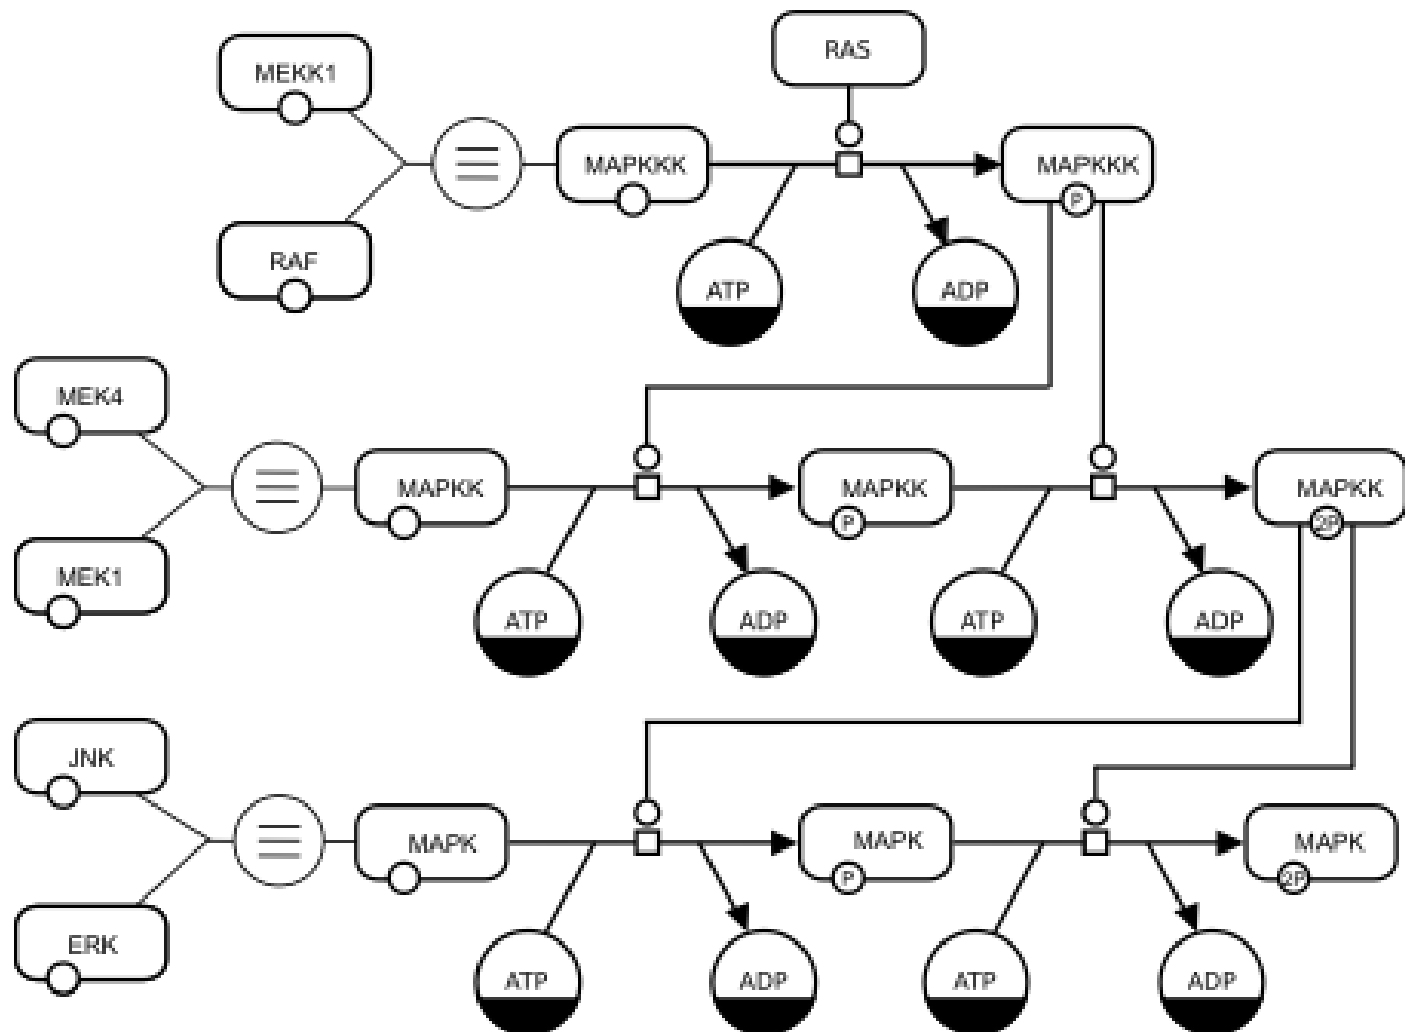 RAS
MEKK1
MAPKKK
MAPKKK
P
RAF
ATP
ADP
MEK4
MAPKK
MAPKK
P
MAPKK
2P
MEK1
ATP
ADP
ATP
ADP
JNK
MAPK
MAPK
P
MAPK
2P
ERK
ATP
ADP
ATP
ADP